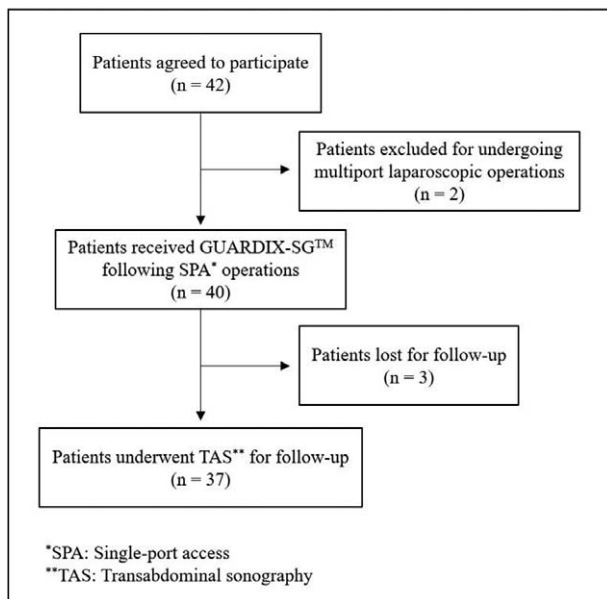 Patients agreed to participate
(n = 42)
Patients excluded for undergoing
multiport laparoscopic operations
(n = 2)
Patients received GUARDIX-SG™
following SPA* operations
(n = 40)
Patients lost for follow-up
(n = 3)
Patients underwent TAS** for follow-up
(n = 37)
*SPA: Single-port access
**TAS: Transabdominal sonography